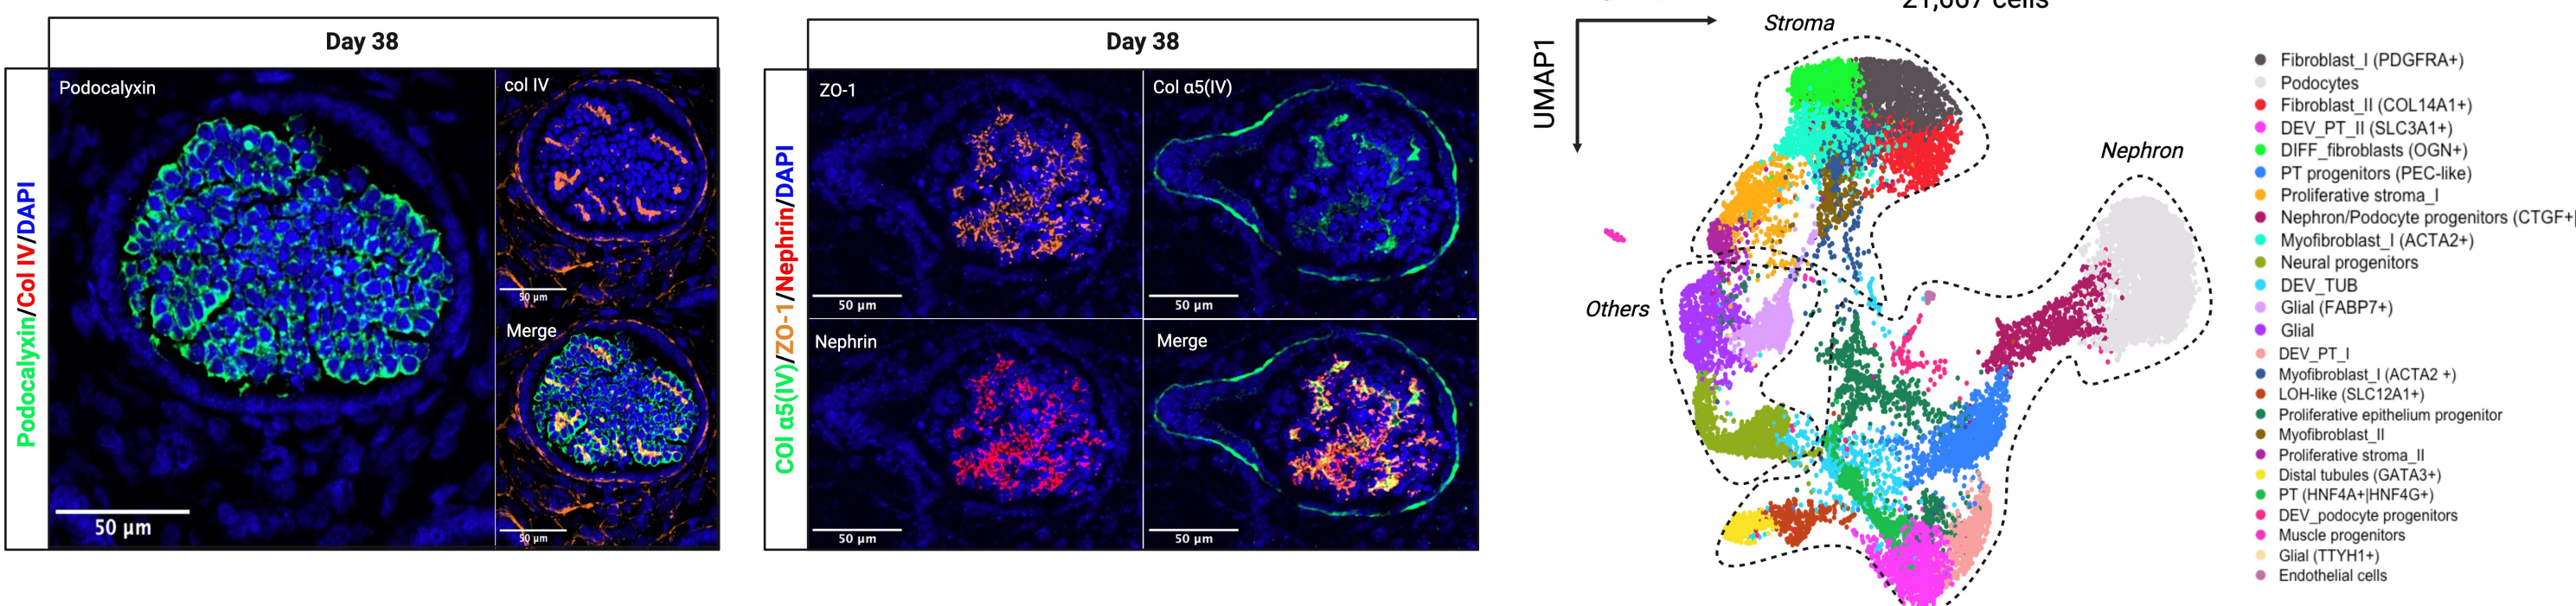 Day 38
Podocalyxin/Col IV/DAPI
Podocalyxin
50 µm
col IV
50 µm
Merge
50 µm
Day 38
COl α5(IV)/ZO-1/Nephrin/DAPI
ZO-1
50 µm
Col α5(IV)
50 µm
Nephrin
50 µm
Merge
50 µm
UMAP1
Stroma
Nephron
Others
Fibroblast_I (PDGFRA+)
Podocytes
Fibroblast_II (COL14A1+)
DEV_PT_II (SLC3A1+)
DIFF_fibroblasts (OGN+)
PT progenitors (PEC-like)
Proliferative stroma_I
Nephron/Podocyte progenitors (CTGF+
Myofibroblast_I (ACTA2+)
Neural progenitors
DEV_TUB
Glial (FABP7+)
Glial
DEV_PT_I
Myofibroblast_I (ACTA2 +)
LOH-like (SLC12A1+)
Proliferative epithelium progenitor
Myofibroblast_II
Proliferative stroma_II
Distal tubules (GATA3+)
PT (HNF4A+|HNF4G+)
DEV_podocyte progenitors
Muscle progenitors
Glial (TTYH1+)
Endothelial cells